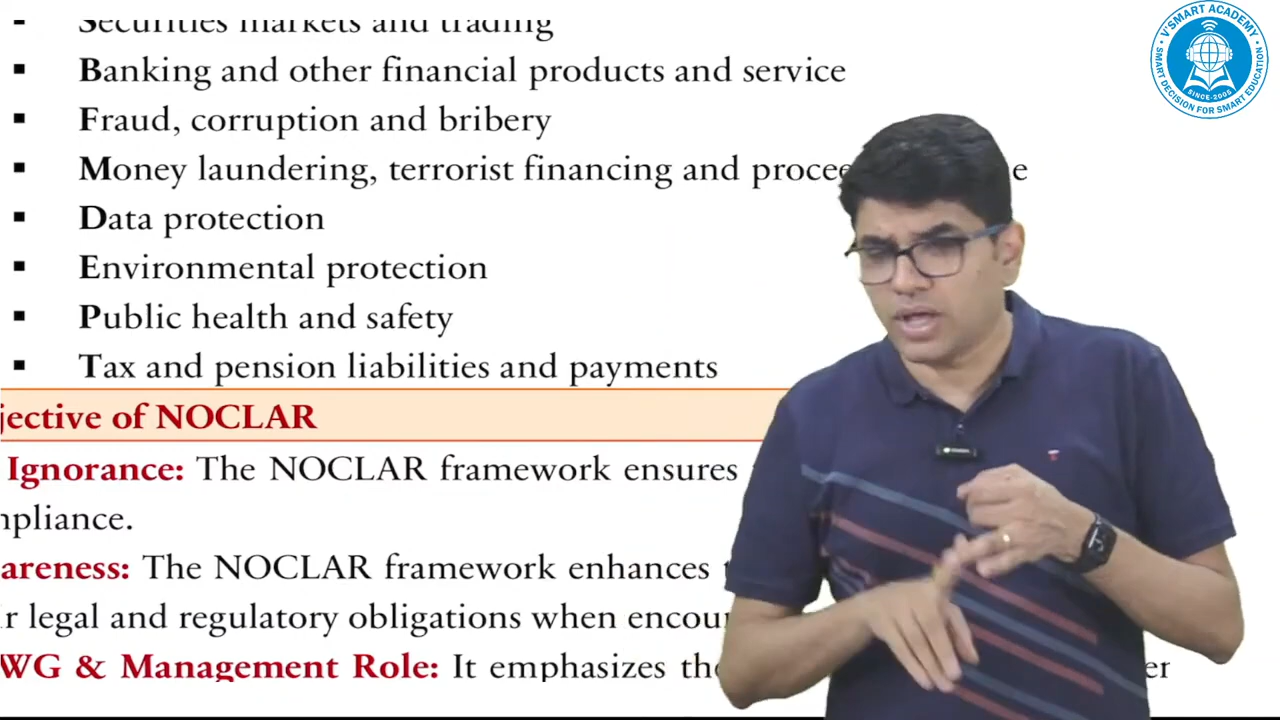 Securities markets and trading
▪ Banking and other financial products and service
▪ Fraud, corruption and bribery
▪ Money laundering, terrorist financing and
▪ Data protection
▪ Environmental protection
▪ Public health and safety
▪ Tax and pension liabilities and payments
jective of NOCLAR
Ignorance: The NOCLAR framework ensures
npliance.
areness: The NOCLAR framework enhances
r legal and regulatory obligations when
WG & Management Role: It emphasizes
V'SMART ACADEMY
SINCE-2005
SMART DECISION FOR SMART EDUCATION